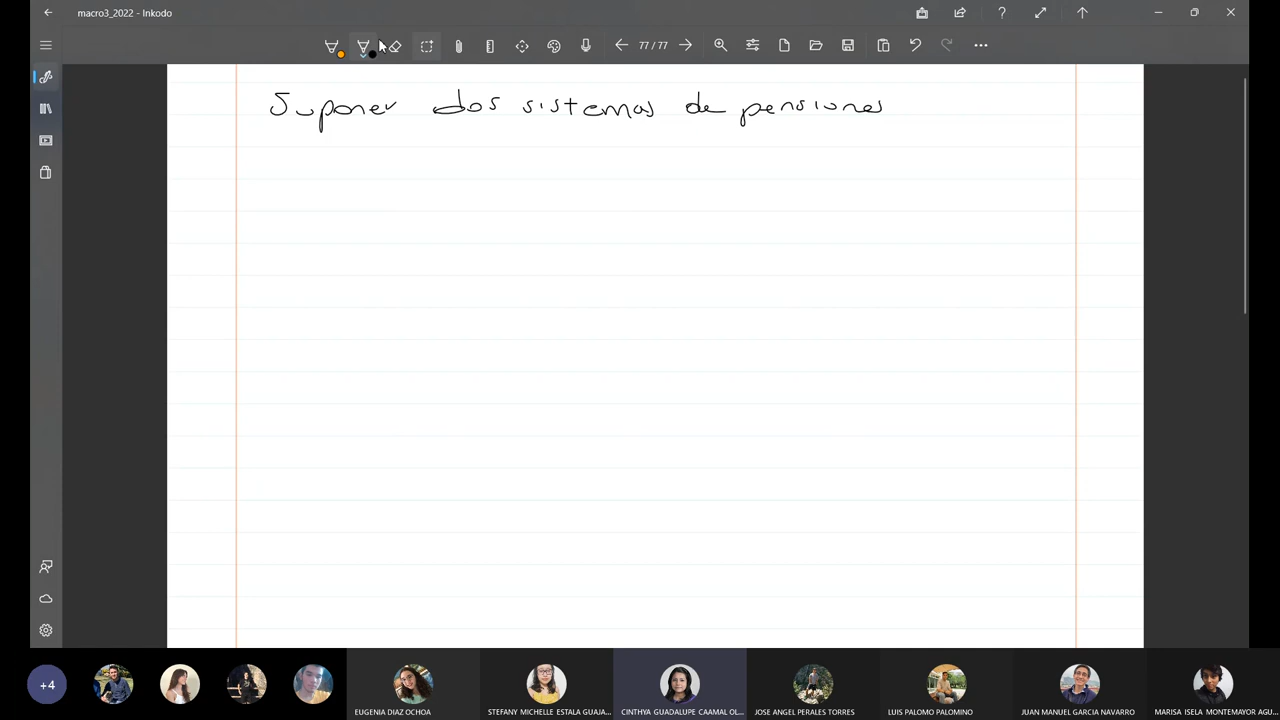 macro3_2022 - Inkodo
77 / 77
Suponer dos sistemas de pensiones
+4
EUGENIA DIAZ OCHOA
STEFANY MICHELLE ESTALA GUAJA...
CINTHYA GUADALUPE CAAMAL OL...
JOSE ANGEL PERALES TORRES
LUIS PALOMO PALOMINO
JUAN MANUEL GARCIA NAVARRO
MARISA ISELA MONTEMAYOR AGU...